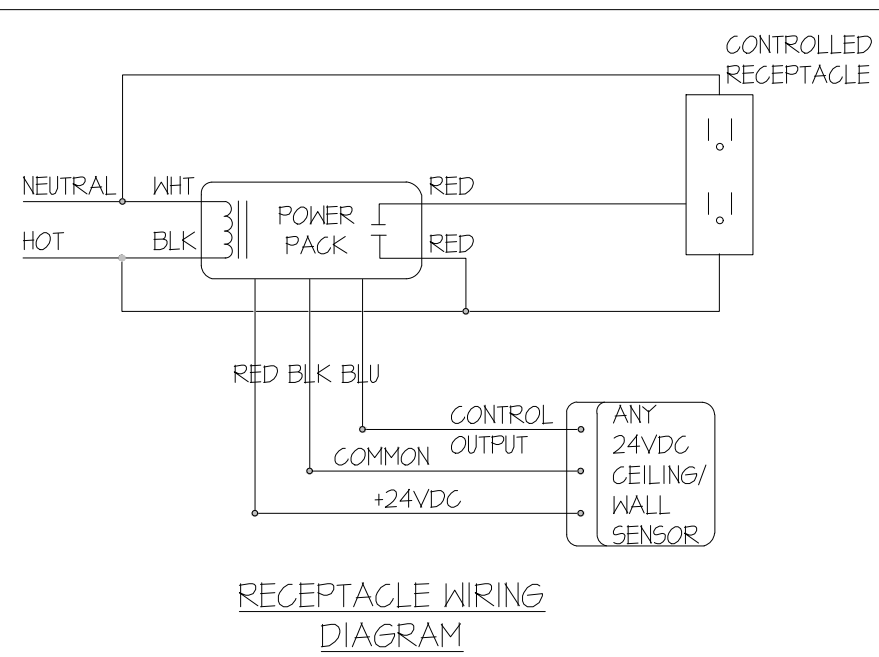 CONTROLLED
RECEPTACLE
NEUTRAL
WHT
RED
POWER
PACK
HOT
BLK
RED
RED BLK BLU
CONTROL
OUTPUT
COMMON
+24VDC
ANY
24VDC
CEILING/
WALL
SENSOR
RECEPTACLE WIRING
DIAGRAM